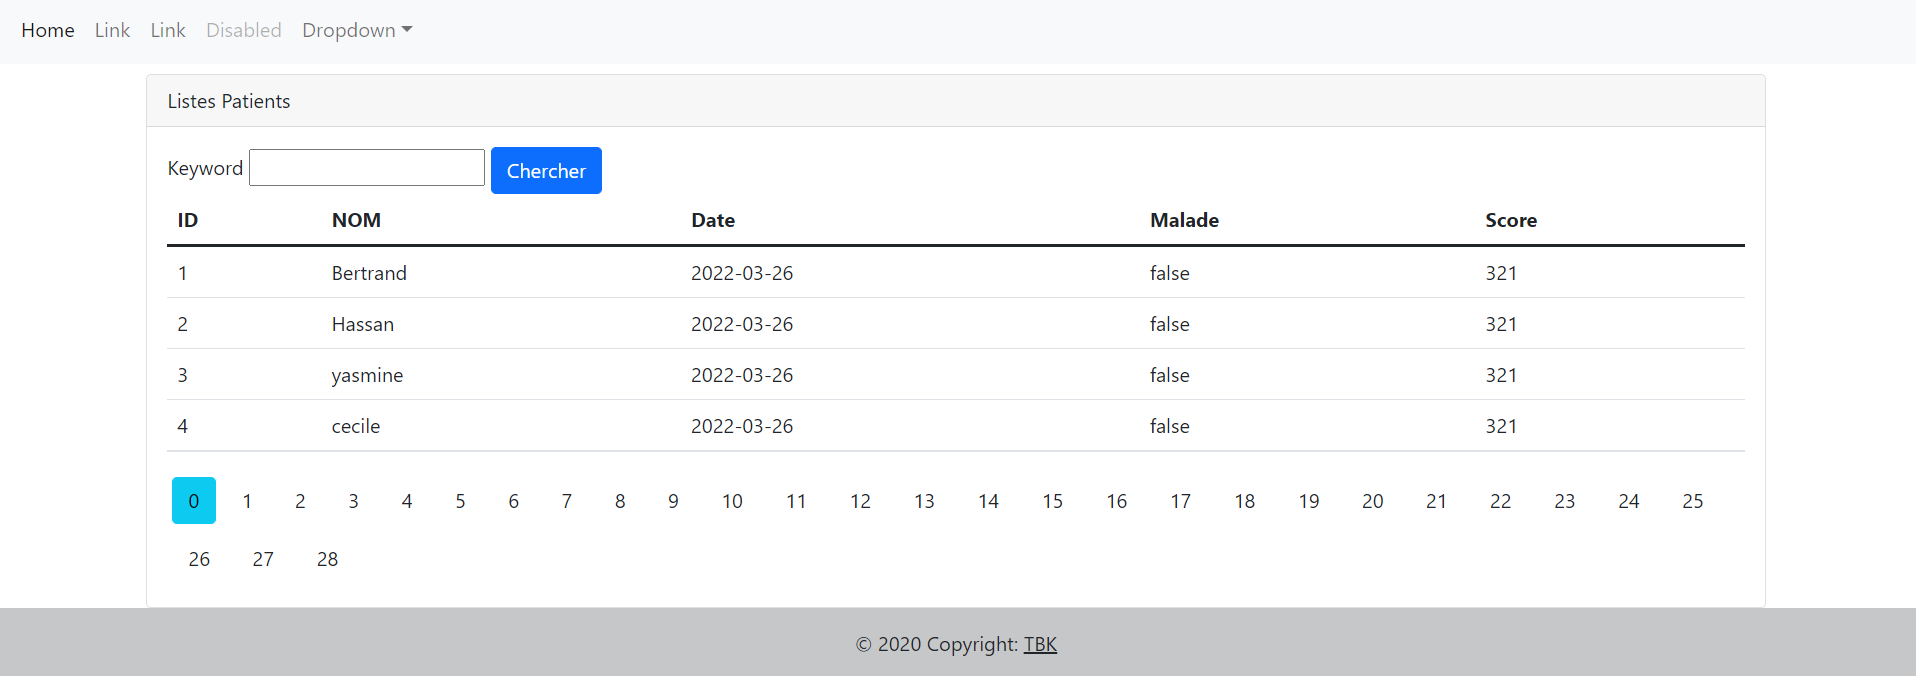 Home Link Link Disabled Dropdown
Listes Patients
Keyword Chercher
ID NOM Date Malade Score
1 Bertrand 2022-03-26 false 321
2 Hassan 2022-03-26 false 321
3 yasmine 2022-03-26 false 321
4 cecile 2022-03-26 false 321
0 1 2 3 4 5 6 7 8 9 10 11 12 13 14 15 16 17 18 19 20 21 22 23 24 25
26 27 28
© 2020 Copyright: TBK